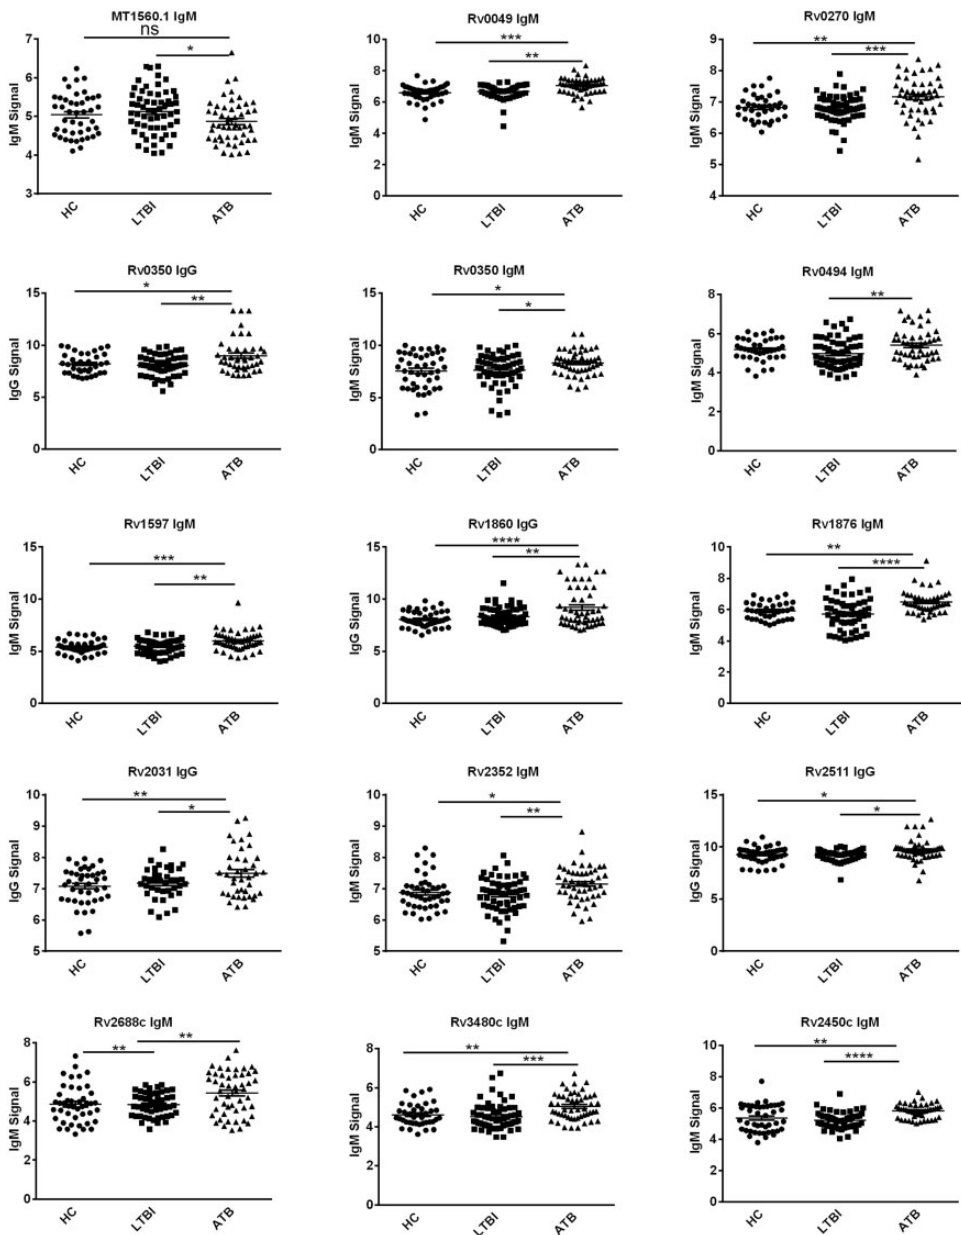 MT1560.1 IgM
ns
*
IgM Signal
7
6
5
4
3
HC
LTBI
ATB
Rv0049 IgM
***
**
IgM Signal
10
8
6
4
2
0
HC
LTBI
ATB
Rv0270 IgM
**
***
IgM Signal
9
8
7
6
5
4
HC
LTBI
ATB
Rv0350 IgG
*
**
IgG Signal
15
10
5
0
HC
LTBI
ATB
Rv0350 IgM
*
*
IgM Signal
15
10
5
0
HC
LTBI
ATB
Rv0494 IgM
**
IgM Signal
8
6
4
2
0
HC
LTBI
ATB
Rv1597 IgM
***
**
IgM Signal
15
10
5
0
HC
LTBI
ATB
Rv1860 IgG
****
**
IgG Signal
15
10
5
0
HC
LTBI
ATB
Rv1876 IgM
**
****
IgM Signal
10
8
6
4
2
0
HC
LTBI
ATB
Rv2031 IgG
**
*
IgG Signal
10
9
8
7
6
5
HC
LTBI
ATB
Rv2352 IgM
*
**
IgM Signal
10
9
8
7
6
5
HC
LTBI
ATB
Rv2511 IgG
*
*
IgG Signal
15
10
5
0
HC
LTBI
ATB
Rv2688c IgM
**
**
IgM Signal
8
6
4
2
0
HC
LTBI
ATB
Rv3480c IgM
**
***
IgM Signal
8
6
4
2
0
HC
LTBI
ATB
Rv2450c IgM
**
****
IgM Signal
10
8
6
4
2
0
HC
LTBI
ATB